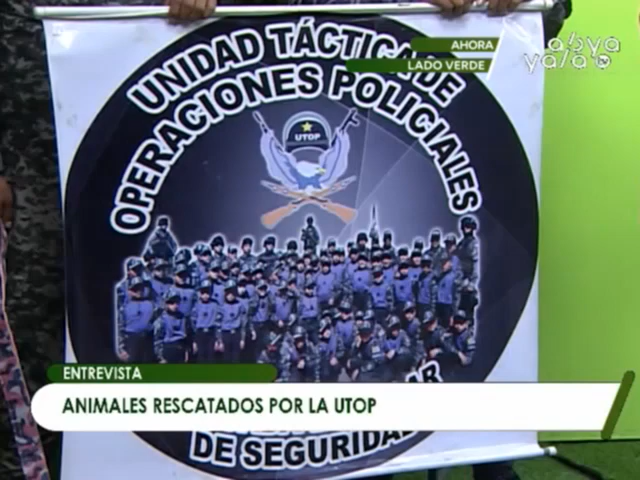 UNIDAD TÁCTICA DE
OPERACIONES POLICIALES
UTOP
AHORA
LADO VERDE
abya
yala TV
ENTREVISTA
ANIMALES RESCATADOS POR LA UTOP
DE SEGURIDAD